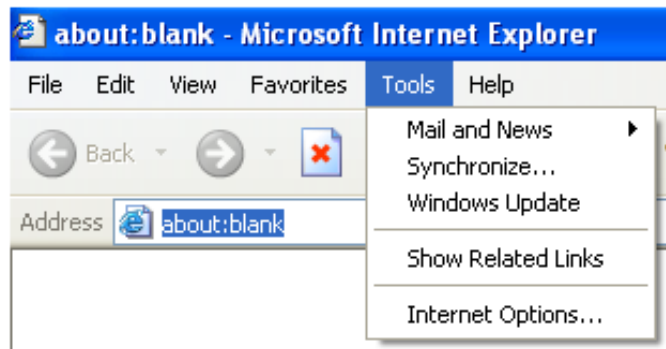 about:blank - Microsoft Internet Explorer
File Edit View Favorites Tools Help
Mail and News
Back
Synchronize...
Windows Update
Address about:blank
Show Related Links
Internet Options...